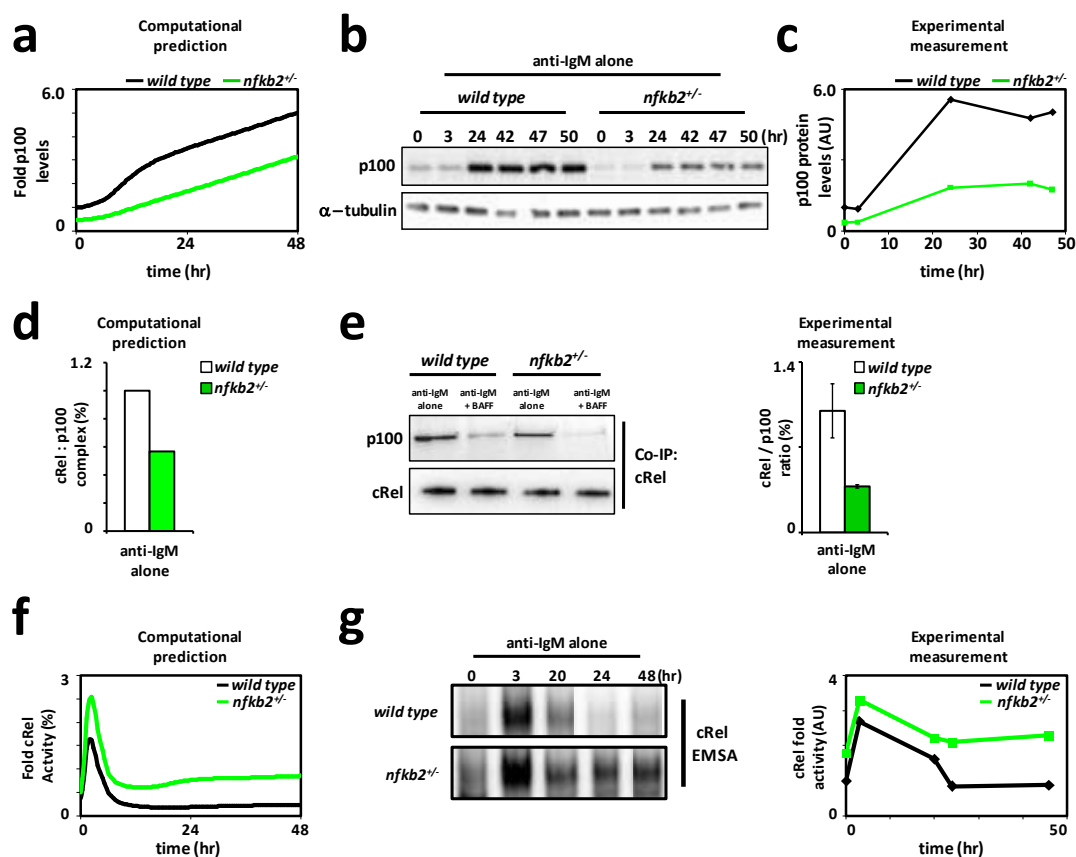 a
Computational
prediction
wild type
nfkb2+/-
6.0
Fold p100
levels
0
0
24
48
time (hr)
b
anti-IgM alone
wild type
nfkb2+/-
0 3 24 42 47 50 0 3 24 42 47 50 (hr)
p100
α–tubulin
c
Experimental
measurement
wild type
nfkb2+/-
6.0
p100 protein
levels (AU)
0
0 10 20 30 40 50
time (hr)
d
Computational
prediction
1.2
wild type
nfkb2+/-
cRel : p100
complex (%)
0
anti-IgM
alone
e
wild type
nfkb2+/-
anti-IgM
alone
anti-IgM
+ BAFF
anti-IgM
alone
anti-IgM
+ BAFF
p100
cRel
Co-IP:
cRel
Experimental
measurement
1.4
wild type
nfkb2+/-
cRel / p100
ratio (%)
0
anti-IgM
alone
f
Computational
prediction
3
wild type
nfkb2+/-
Fold cRel
Actvity (%)
0
0 24 48
time (hr)
g
anti-IgM alone
0 3 20 24 48 (hr)
wild type
nfkb2+/-
cRel
EMSA
Experimental
measurement
4
wild type
nfkb2+/-
cRel fold
activity (AU)
0
0 50
time (hr)